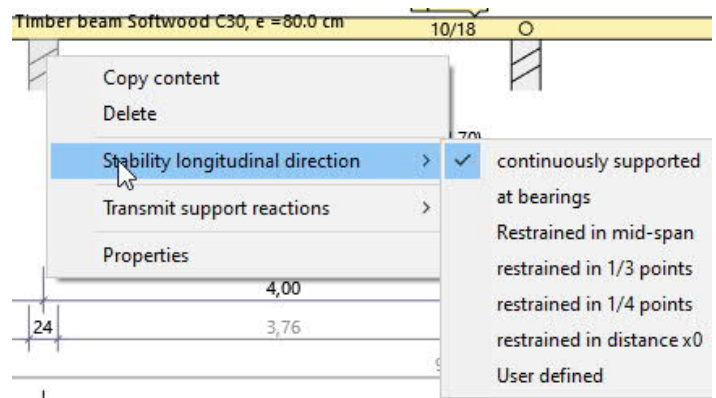 Timber beam Softwood C30, e =80.0 cm
10/18
Copy content
Delete
,70)
Stability longitudinal direction
continuously supported
at bearings
Transmit support reactions
Restrained in mid-span
Properties
restrained in 1/3 points
4,00
restrained in 1/4 points
24
3,76
restrained in distance x0
User defined